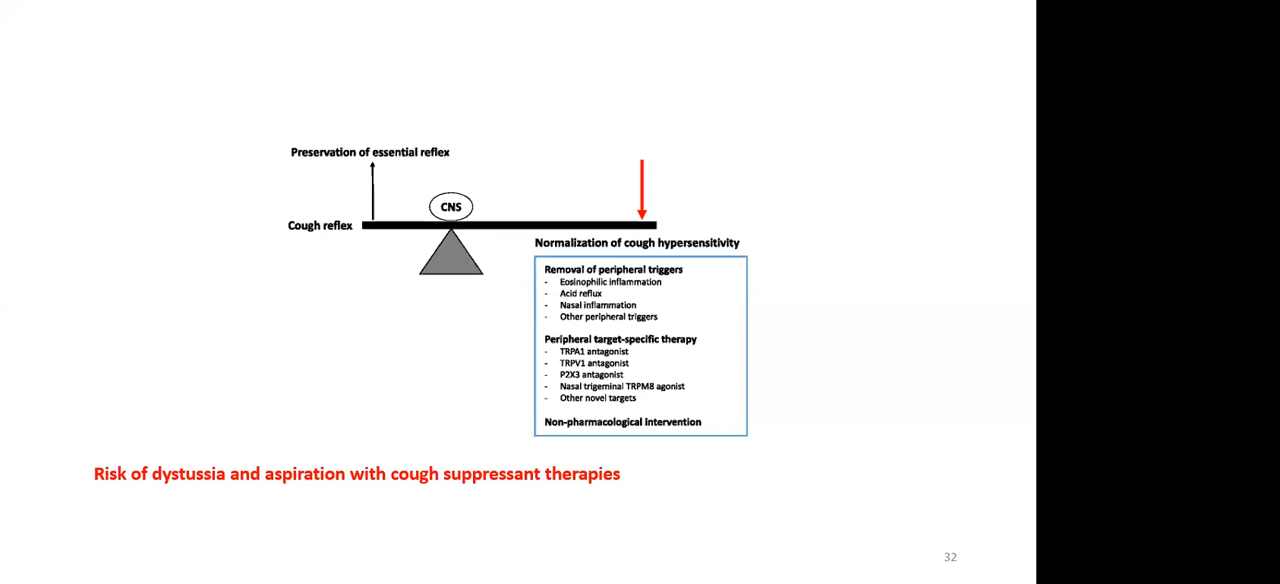 Preservation of essential reflex
CNS
Cough reflex
Normalization of cough hypersensitivity
Removal of peripheral triggers
- Eosinophilic inflammation
- Acid reflux
- Nasal inflammation
- Other peripheral triggers
Peripheral target-specific therapy
- TRPA1 antagonist
- TRPV1 antagonist
- P2X3 antagonist
- Nasal trigeminal TRPM8 agonist
- Other novel targets
Non-pharmacological intervention
Risk of dystussia and aspiration with cough suppressant therapies
32